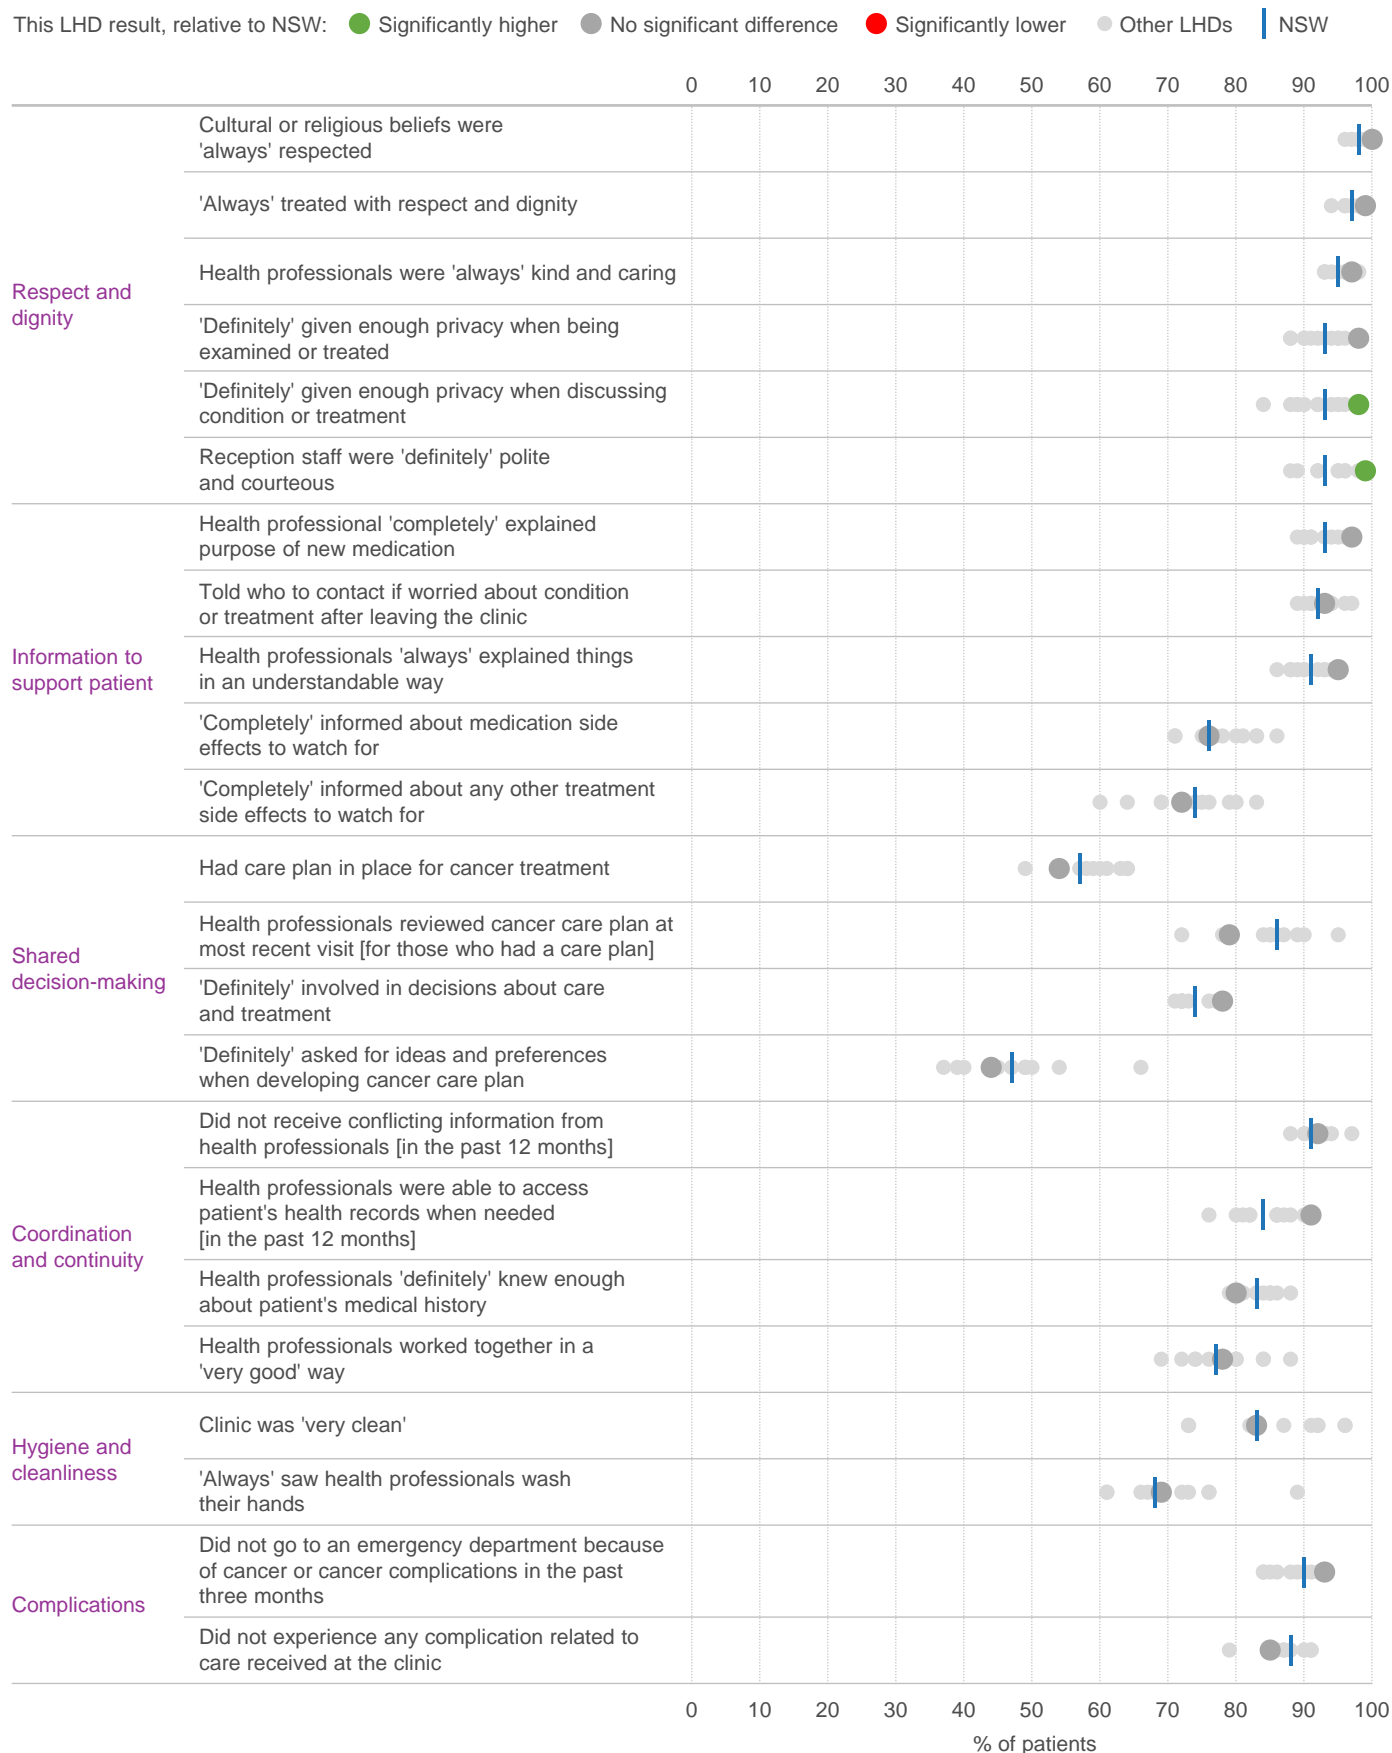 This LHD result, relative to NSW: Significantly higher No significant difference Significantly lower Other LHDs NSW
0 10 20 30 40 50 60 70 80 90 100
Respect and
dignity
Cultural or religious beliefs were
'always' respected
'Always' treated with respect and dignity
Health professionals were 'always' kind and caring
'Definitely' given enough privacy when being
examined or treated
'Definitely' given enough privacy when discussing
condition or treatment
Reception staff were 'definitely' polite
and courteous
Information to
support patient
Health professional 'completely' explained
purpose of new medication
Told who to contact if worried about condition
or treatment after leaving the clinic
Health professionals 'always' explained things
in an understandable way
'Completely' informed about medication side
effects to watch for
'Completely' informed about any other treatment
side effects to watch for
Shared
decision-making
Had care plan in place for cancer treatment
Health professionals reviewed cancer care plan at
most recent visit [for those who had a care plan]
'Definitely' involved in decisions about care
and treatment
'Definitely' asked for ideas and preferences
when developing cancer care plan
Coordination
and continuity
Did not receive conflicting information from
health professionals [in the past 12 months]
Health professionals were able to access
patient's health records when needed
[in the past 12 months]
Health professionals 'definitely' knew enough
about patient's medical history
Health professionals worked together in a
'very good' way
Hygiene and
cleanliness
Clinic was 'very clean'
'Always' saw health professionals wash
their hands
Complications
Did not go to an emergency department because
of cancer or cancer complications in the past
three months
Did not experience any complication related to
care received at the clinic
0 10 20 30 40 50 60 70 80 90 100
% of patients